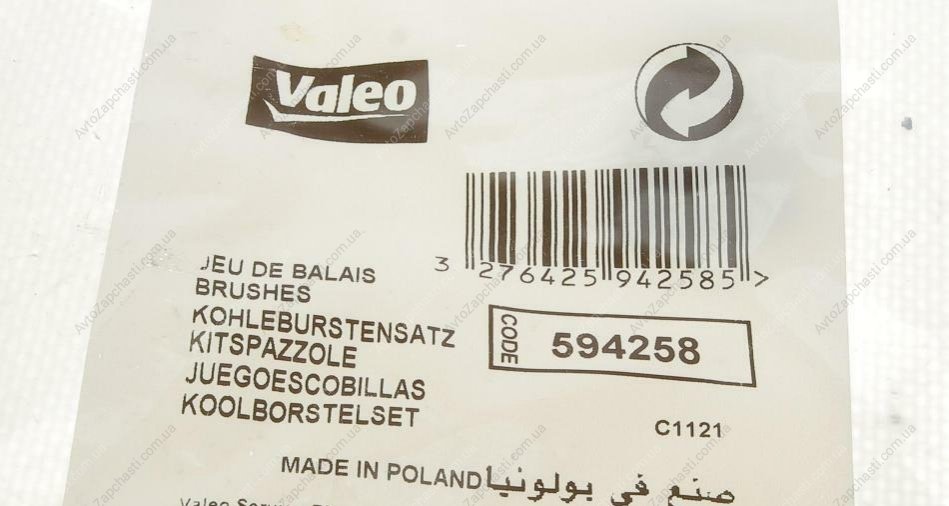 Valeo
3 276425 942585 >
JEU DE BALAIS
BRUSHES
KOHLEBURSTENSATZ
KITSPAZZOLE
JUEGOESCOBILLAS
KOOLBORSTELSET
CODE 594258
C1121
MADE IN POLAND صنع في بولونيا
Valeo
AvtoZapchasti.com.ua